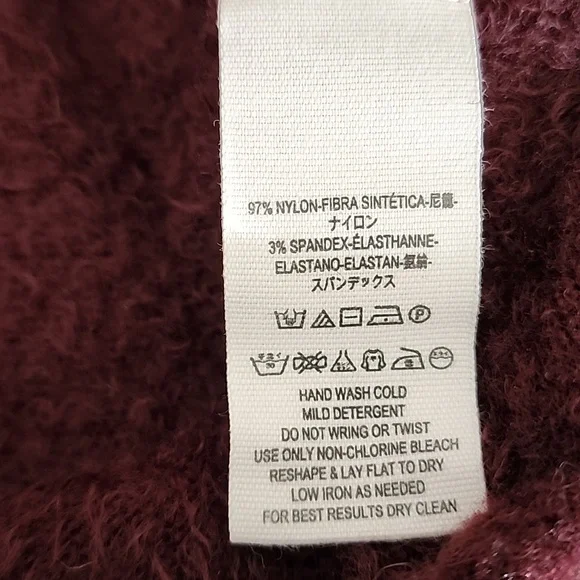 97% NYLON-FIBRA SINTÉTICA-尼龍-
ナイロン
3% SPANDEX-ÉLASTHANNE-
ELASTANO-ELASTAN-氨綸-
スパンデックス
P
HAND WASH COLD
MILD DETERGENT
DO NOT WRING OR TWIST
USE ONLY NON-CHLORINE BLEACH
RESHAPE & LAY FLAT TO DRY
LOW IRON AS NEEDED
FOR BEST RESULTS DRY CLEAN